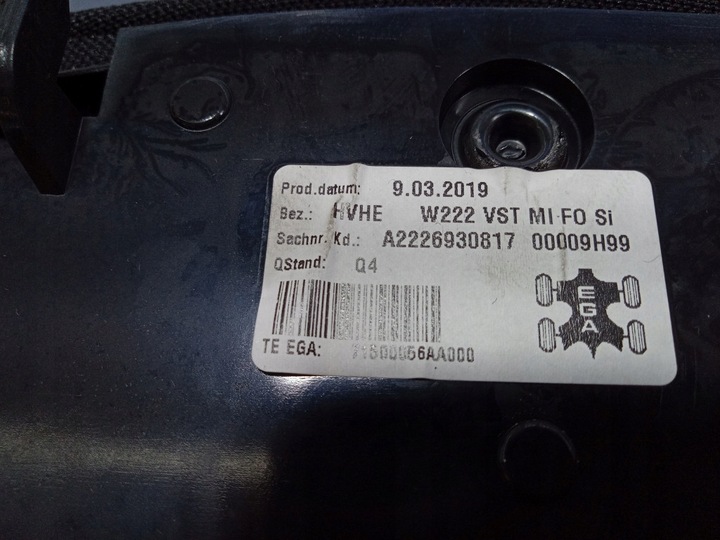 Prod.datum: 9.03.2019
Bez.: HVHE W222 VST MI FO Si
Sachnr. Kd.: A2226930817 00009H99
QStand: Q4
EGA
TE EGA: